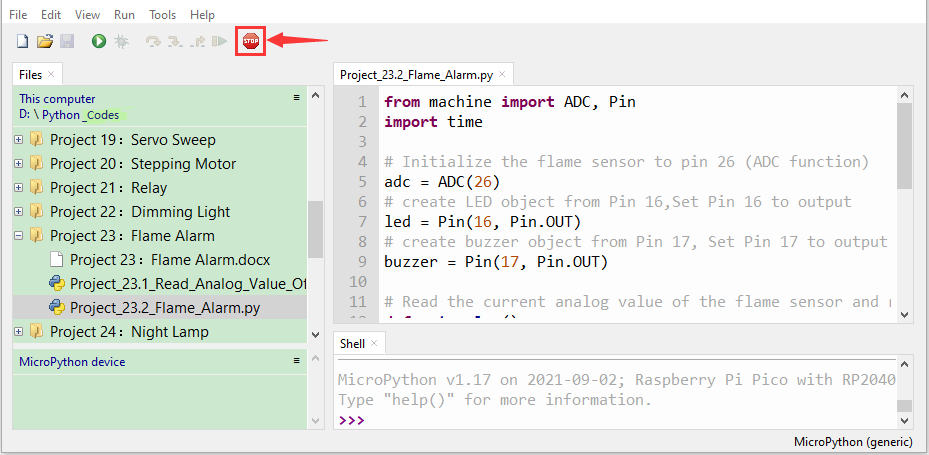 File Edit View Run Tools Help
STOP
Files
This computer
D: \ Python_Codes
Project 19：Servo Sweep
Project 20：Stepping Motor
Project 21：Relay
Project 22：Dimming Light
Project 23：Flame Alarm
Project 23：Flame Alarm.docx
Project_23.1_Read_Analog_Value_Of
Project_23.2_Flame_Alarm.py
Project 24：Night Lamp
MicroPython device
Project_23.2_Flame_Alarm.py
1 from machine import ADC, Pin
2 import time
3
4 # Initialize the flame sensor to pin 26 (ADC function)
5 adc = ADC(26)
6 # create LED object from Pin 16,Set Pin 16 to output
7 led = Pin(16, Pin.OUT)
8 # create buzzer object from Pin 17, Set Pin 17 to output
9 buzzer = Pin(17, Pin.OUT)
10
11 # Read the current analog value of the flame sensor and
Shell
MicroPython v1.17 on 2021-09-02; Raspberry Pi Pico with RP2040
Type "help()" for more information.
>>>
MicroPython (generic)